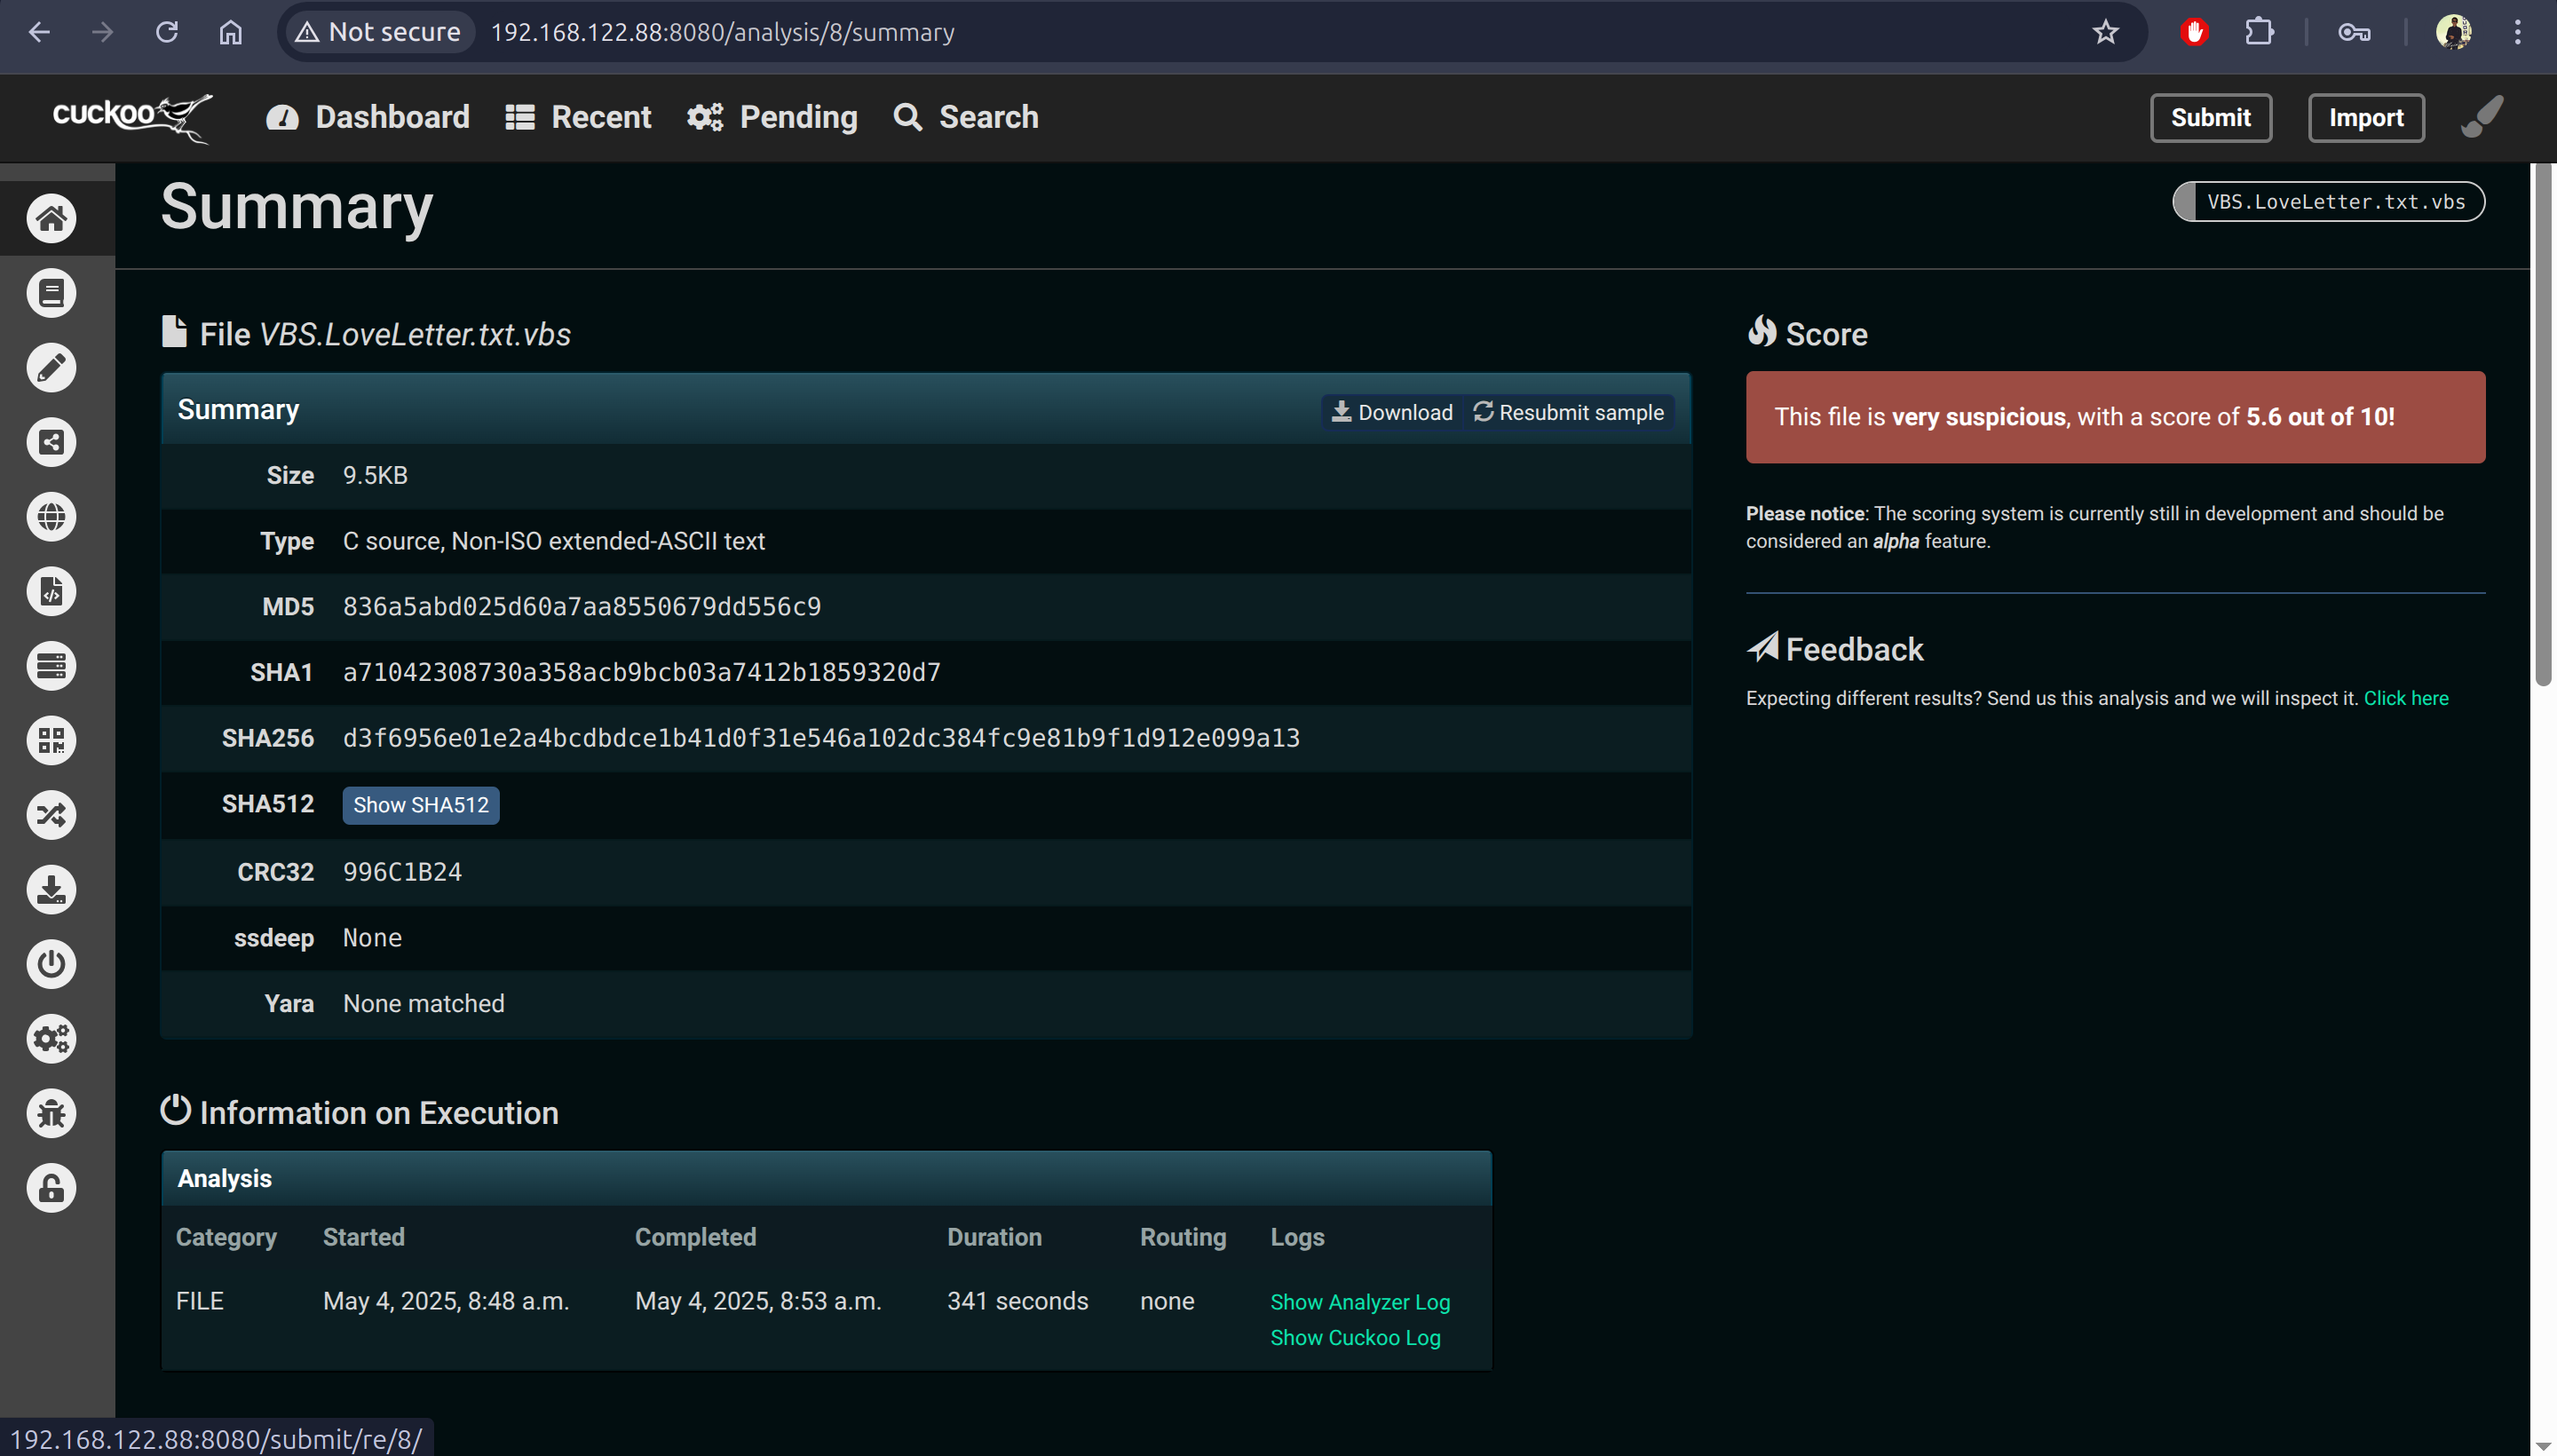 Not secure 192.168.122.88:8080/analysis/8/summary
cuckoo Dashboard Recent Pending Search Submit Import
Summary
VBS.LoveLetter.txt.vbs
File VBS.LoveLetter.txt.vbs
Summary Download Resubmit sample
Size 9.5KB
Type C source, Non-ISO extended-ASCII text
MD5 836a5abd025d60a7aa8550679dd556c9
SHA1 a71042308730a358acb9bcb03a7412b1859320d7
SHA256 d3f6956e01e2a4bcdbdce1b41d0f31e546a102dc384fc9e81b9f1d912e099a13
SHA512 Show SHA512
CRC32 996C1B24
ssdeep None
Yara None matched
Score
This file is very suspicious, with a score of 5.6 out of 10!
Please notice: The scoring system is currently still in development and should be
considered an alpha feature.
Feedback
Expecting different results? Send us this analysis and we will inspect it. Click here
Information on Execution
Analysis
Category Started Completed Duration Routing Logs
FILE May 4, 2025, 8:48 a.m. May 4, 2025, 8:53 a.m. 341 seconds none Show Analyzer Log
Show Cuckoo Log
192.168.122.88:8080/submit/re/8/